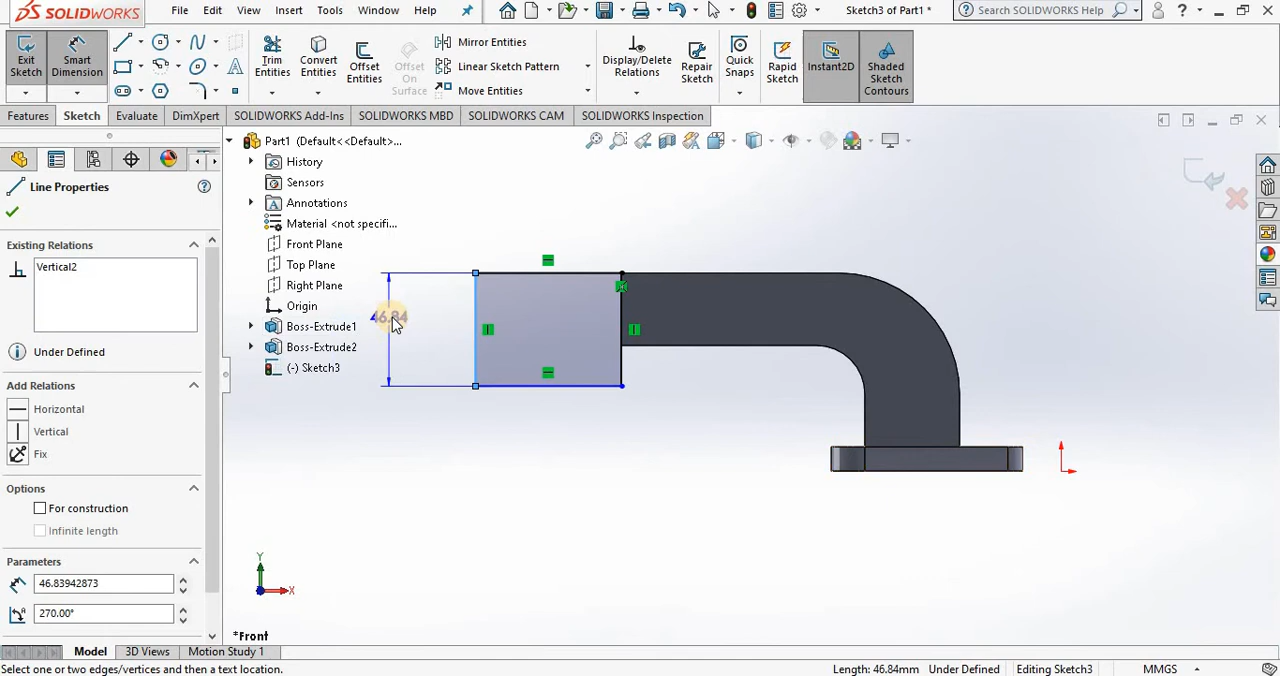 SOLIDWORKS File Edit View Insert Tools Window Help Sketch3 of Part1 * Search SOLIDWORKS Help ?
Exit Sketch
Smart Dimension
Trim Entities
Convert Entities
Offset Entities
Offset On Surface
Mirror Entities
Linear Sketch Pattern
Move Entities
Display/Delete Relations
Repair Sketch
Quick Snaps
Rapid Sketch
Instant2D
Shaded Sketch Contours
Features Sketch Evaluate DimXpert SOLIDWORKS Add-Ins SOLIDWORKS MBD SOLIDWORKS CAM SOLIDWORKS Inspection
Line Properties
Existing Relations
Vertical2
Under Defined
Add Relations
Horizontal
Vertical
Fix
Options
For construction
Infinite length
Parameters
46.83942873
270.00°
Part1 (Default<<Default>...
History
Sensors
Annotations
Material <not specifi...
Front Plane
Top Plane
Right Plane
Origin
Boss-Extrude1
Boss-Extrude2
(-) Sketch3
46.84
Y
X
*Front
Model 3D Views Motion Study 1
Select one or two edges/vertices and then a text location. Length: 46.84mm Under Defined Editing Sketch3 MMGS